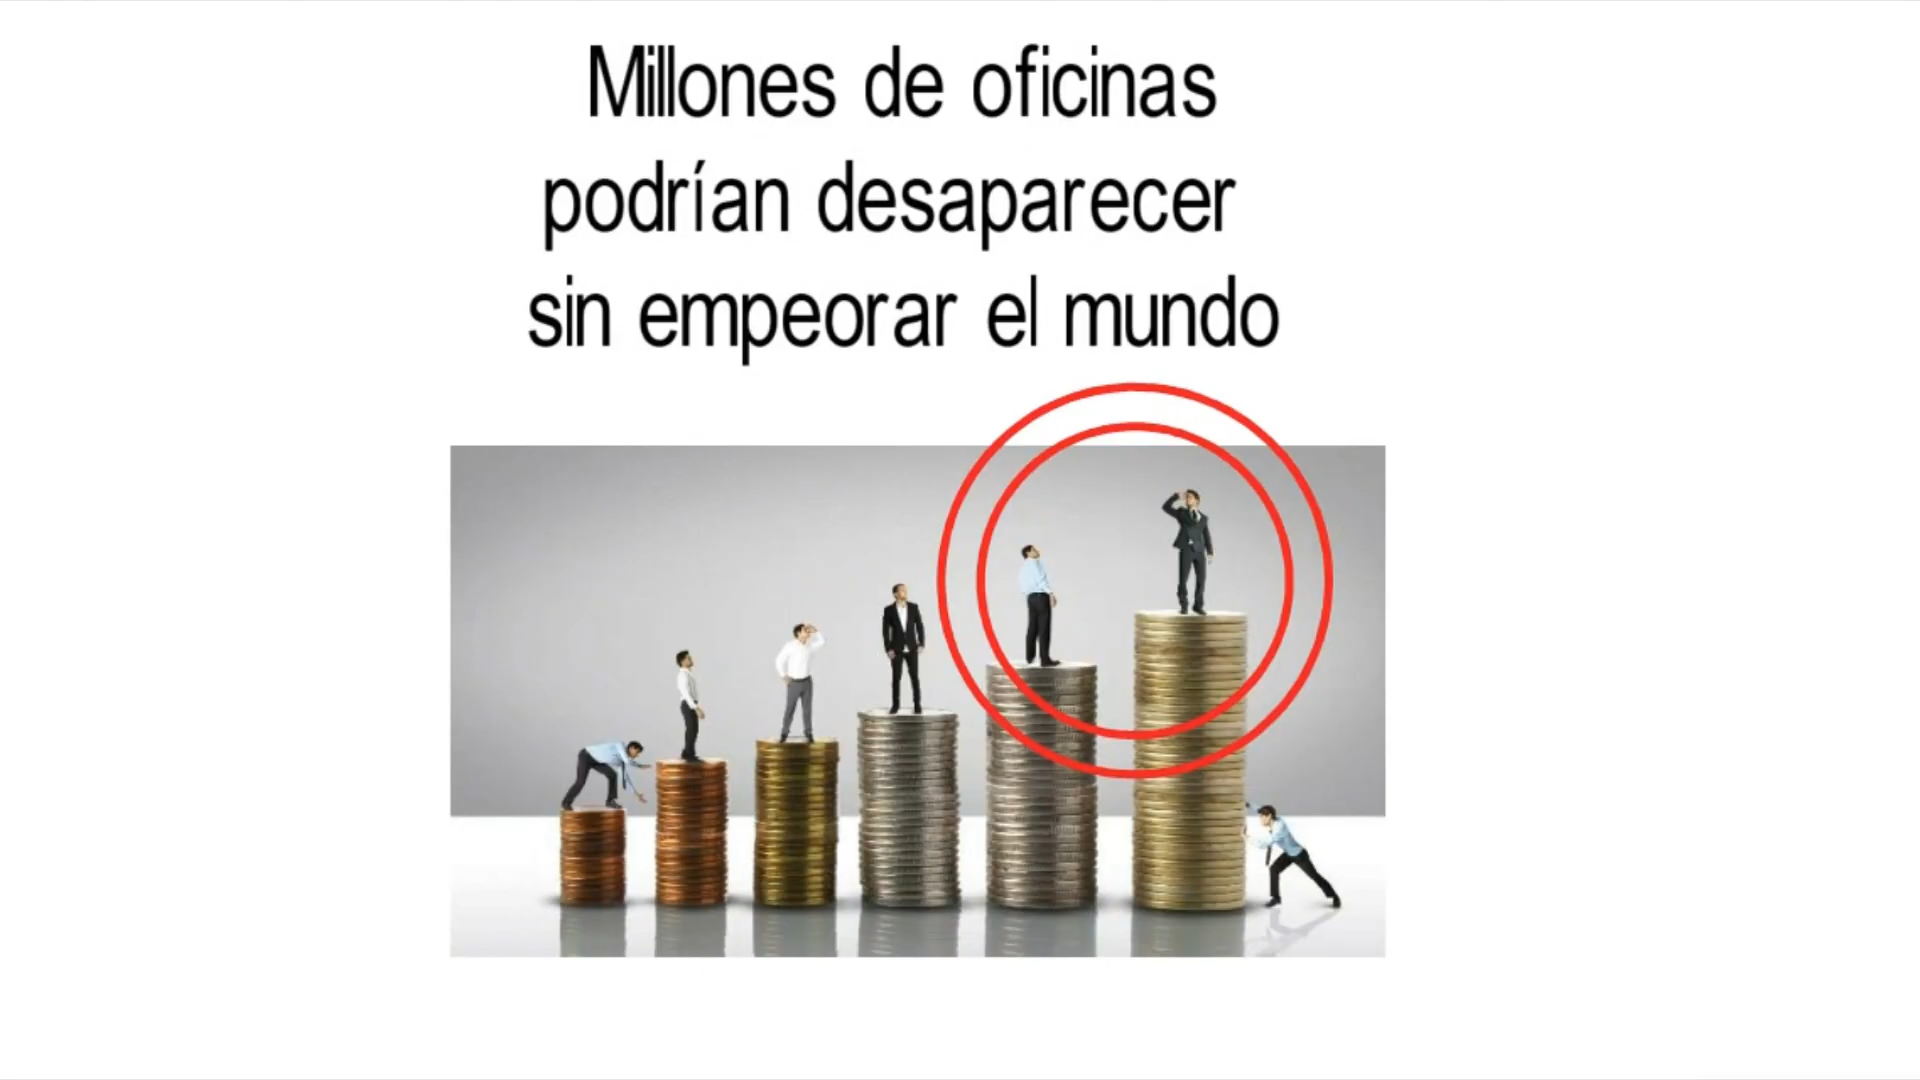 Millones de oficinas
podrían desaparecer
sin empeorar el mundo